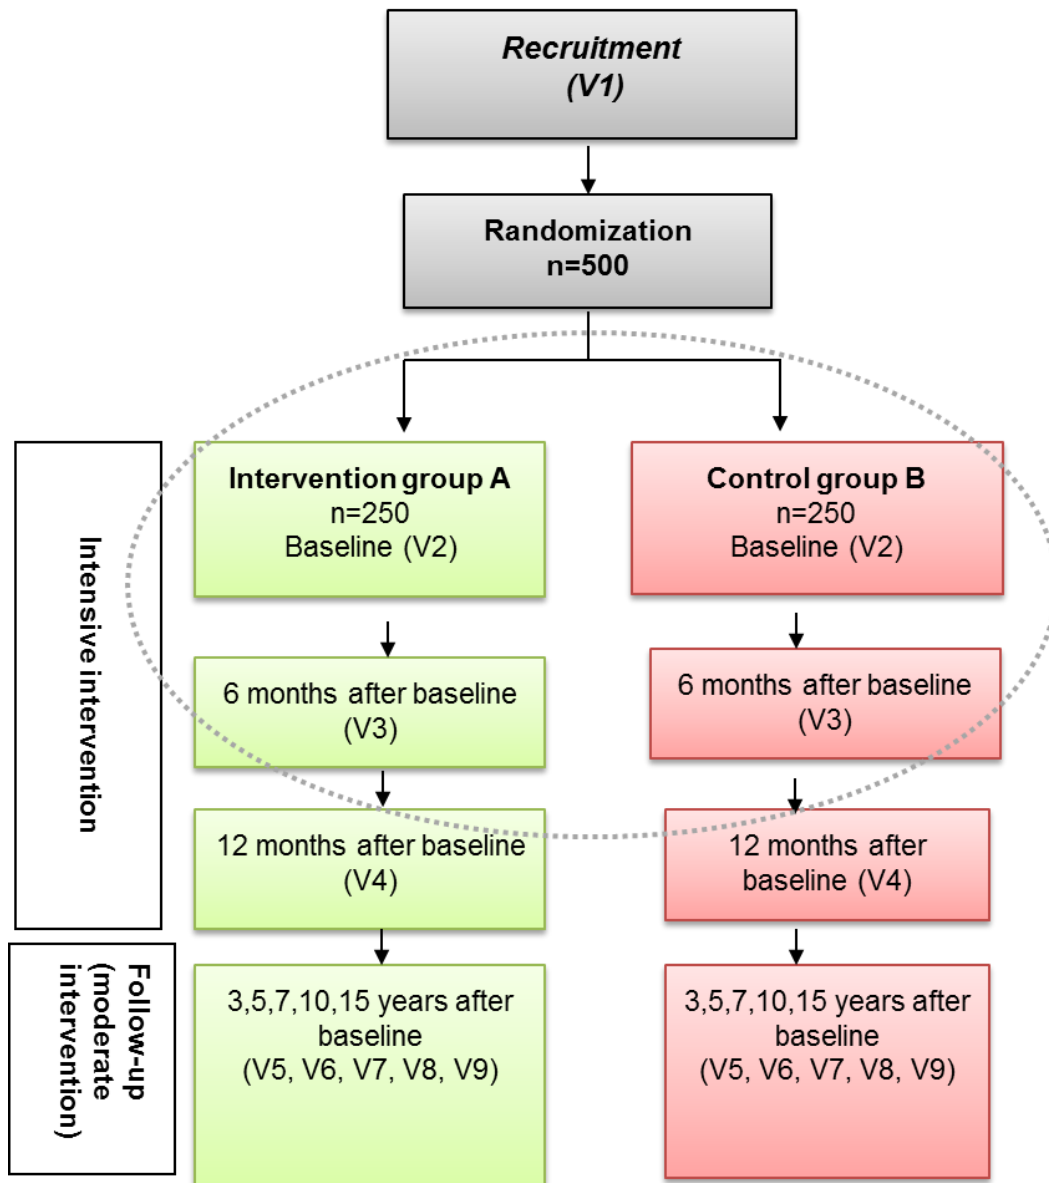 Recruitment
(V1)
Randomization
n=500
Intensive intervention
Intervention group A
n=250
Baseline (V2)
Control group B
n=250
Baseline (V2)
6 months after baseline
(V3)
6 months after baseline
(V3)
12 months after baseline
(V4)
12 months after
baseline (V4)
Follow-up
(moderate
intervention)
3,5,7,10,15 years after
baseline
(V5, V6, V7, V8, V9)
3,5,7,10,15 years after
baseline
(V5, V6, V7, V8, V9)